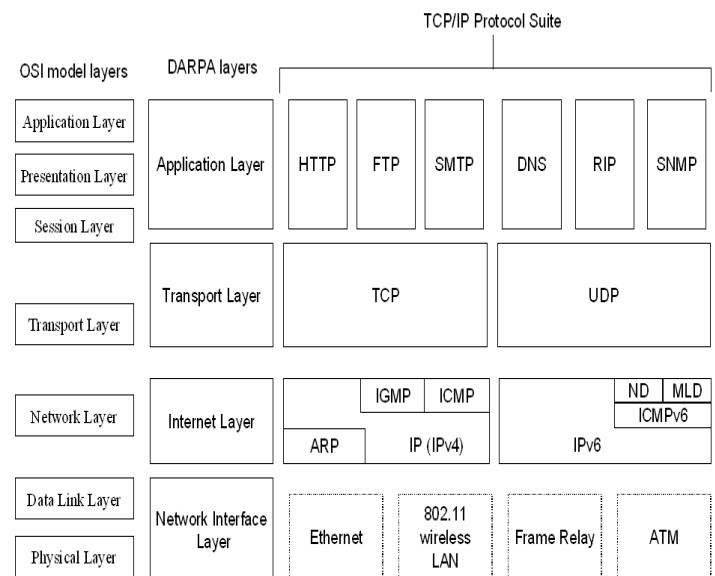 TCP/IP Protocol Suite
OSI model layers
DARPA layers
Application Layer
Presentation Layer
Session Layer
Application Layer
HTTP
FTP
SMTP
DNS
RIP
SNMP
Transport Layer
Transport Layer
TCP
UDP
Network Layer
Internet Layer
IGMP
ICMP
ARP
IP (IPv4)
ND
MLD
ICMPv6
IPv6
Data Link Layer
Physical Layer
Network Interface
Layer
Ethernet
802.11
wireless
LAN
Frame Relay
ATM